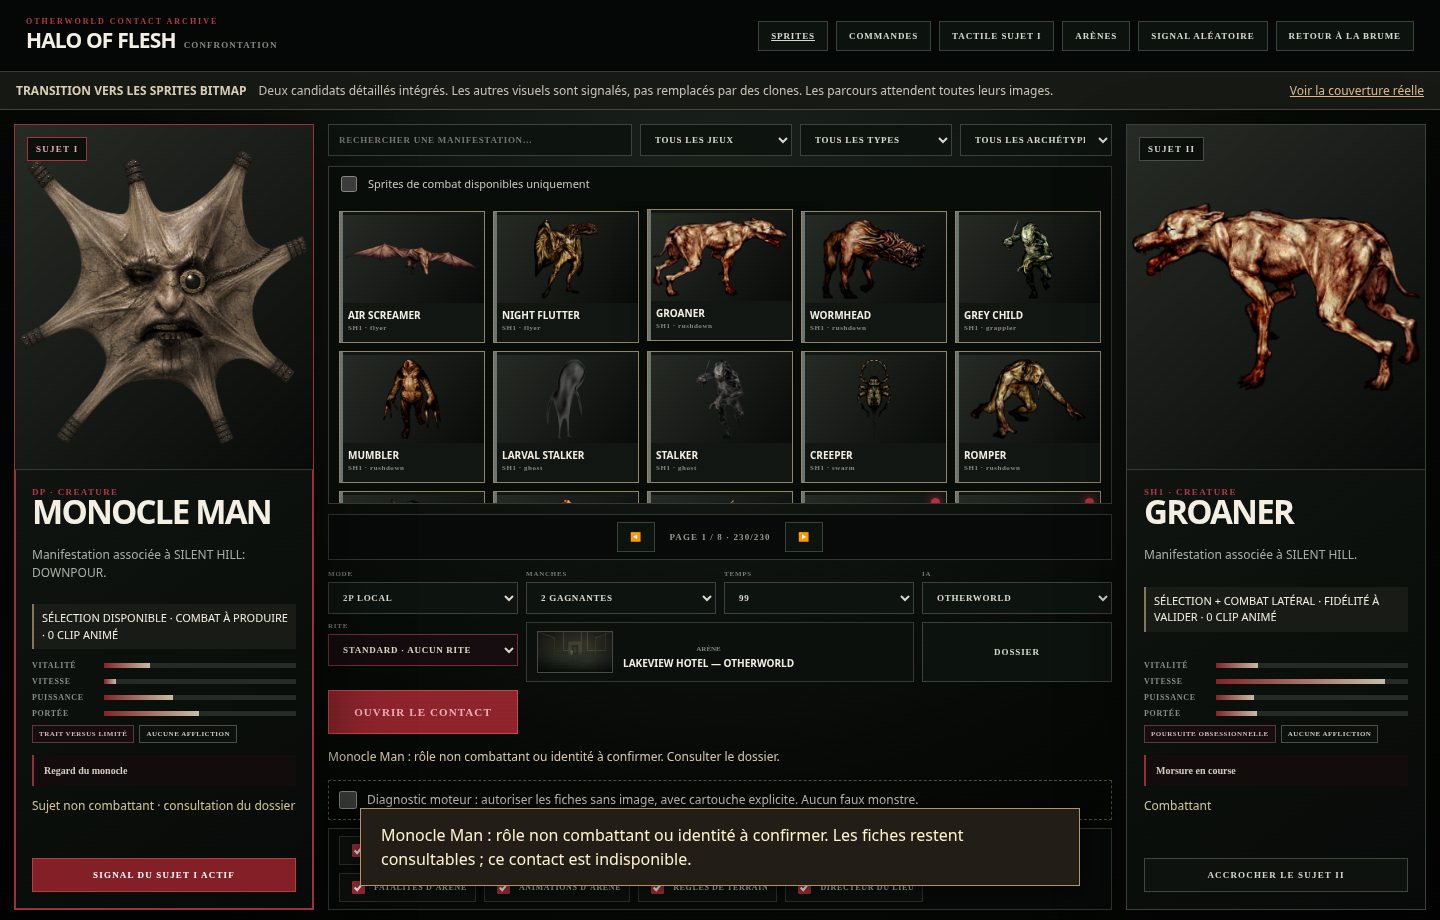 OTHERWORLD CONTACT ARCHIVE
HALO OF FLESH CONFRONTATION
SPRITES
COMMANDES
TACTILE SUJET I
ARÈNES
SIGNAL ALÉATOIRE
RETOUR À LA BRUME
TRANSITION VERS LES SPRITES BITMAP Deux candidats détaillés intégrés. Les autres visuels sont signalés, pas remplacés par des clones. Les parcours attendent toutes leurs images.
Voir la couverture réelle
SUJET I
DP · CREATURE
MONOCLE MAN
Manifestation associée à SILENT HILL:
DOWNPOUR.
SÉLECTION DISPONIBLE · COMBAT À PRODUIRE
· 0 CLIP ANIMÉ
VITALITÉ
VITESSE
PUISSANCE
PORTÉE
TRAIT VERSUS LIMITÉ
AUCUNE AFFLICTION
Regard du monocle
Sujet non combattant · consultation du dossier
SIGNAL DU SUJET I ACTIF
RECHERCHER UNE MANIFESTATION...
TOUS LES JEUX
TOUS LES TYPES
TOUS LES ARCHÉTYPI
Sprites de combat disponibles uniquement
AIR SCREAMER
SH1 · flyer
NIGHT FLUTTER
SH1 · flyer
GROANER
SH1 · rushdown
WORMHEAD
SH1 · rushdown
GREY CHILD
SH1 · grappler
MUMBLER
SH1 · rushdown
LARVAL STALKER
SH1 · ghost
STALKER
SH1 · ghost
CREEPER
SH1 · swarm
ROMPER
SH1 · rushdown
PAGE 1 / 8 · 230/230
MODE
2P LOCAL
MANCHES
2 GAGNANTES
TEMPS
99
IA
OTHERWORLD
RITE
STANDARD · AUCUN RITE
ARÈNE
LAKEVIEW HOTEL — OTHERWORLD
DOSSIER
OUVRIR LE CONTACT
Monocle Man : rôle non combattant ou identité à confirmer. Consulter le dossier.
Diagnostic moteur : autoriser les fiches sans image, avec cartouche explicite. Aucun faux monstre.
Monocle Man : rôle non combattant ou identité à confirmer. Les fiches restent
consultables ; ce contact est indisponible.
FATALITÉS D'ARÈNE
ANIMATIONS D'ARÈNE
RÈGLES DE TERRAIN
DIRECTEUR DU LIEU
SUJET II
SH1 · CREATURE
GROANER
Manifestation associée à SILENT HILL.
SÉLECTION + COMBAT LATÉRAL · FIDÉLITÉ À
VALIDER · 0 CLIP ANIMÉ
VITALITÉ
VITESSE
PUISSANCE
PORTÉE
POURSUITE OBSESSIONNELLE
AUCUNE AFFLICTION
Morsure en course
Combattant
ACCROCHER LE SUJET II